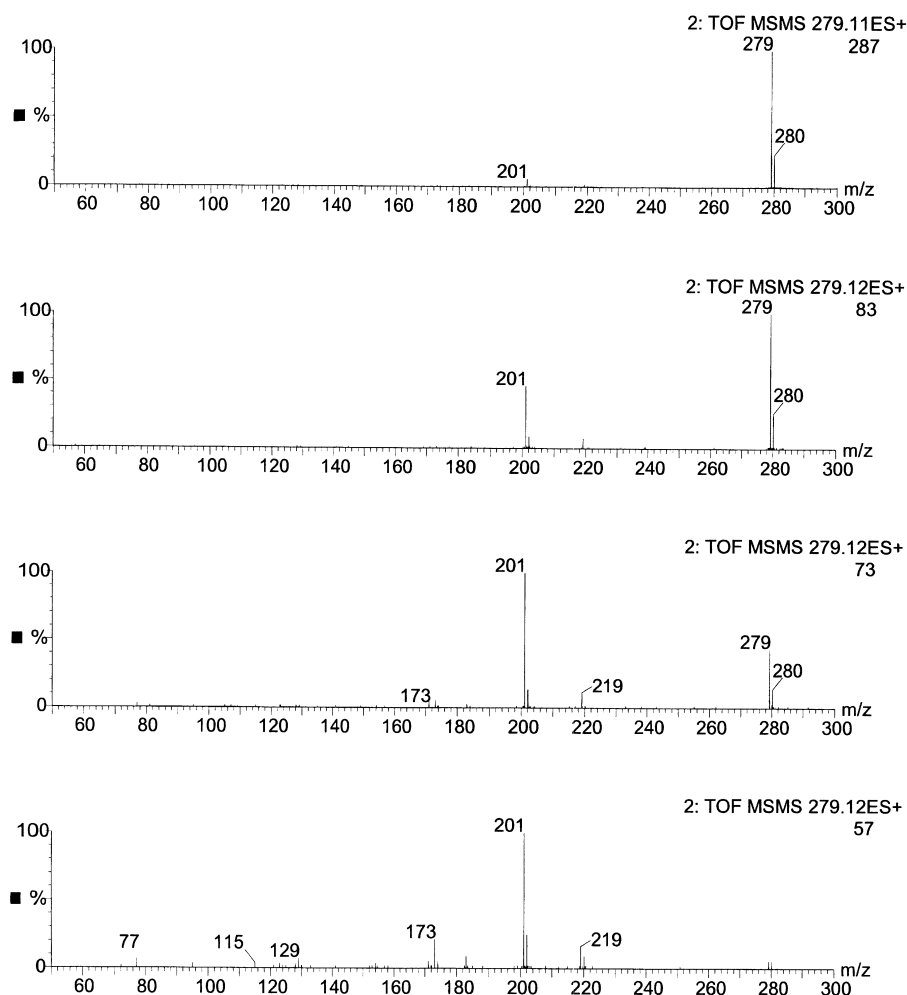 2: TOF MSMS 279.11ES+
100 279 287
% 280
201
0 m/z
60 80 100 120 140 160 180 200 220 240 260 280 300
2: TOF MSMS 279.12ES+
100 279 83
% 201 280
0 m/z
60 80 100 120 140 160 180 200 220 240 260 280 300
2: TOF MSMS 279.12ES+
100 201 73
% 279
173 219 280
0 m/z
60 80 100 120 140 160 180 200 220 240 260 280 300
2: TOF MSMS 279.12ES+
100 201 57
%
77 115 129 173 219
0 m/z
60 80 100 120 140 160 180 200 220 240 260 280 300